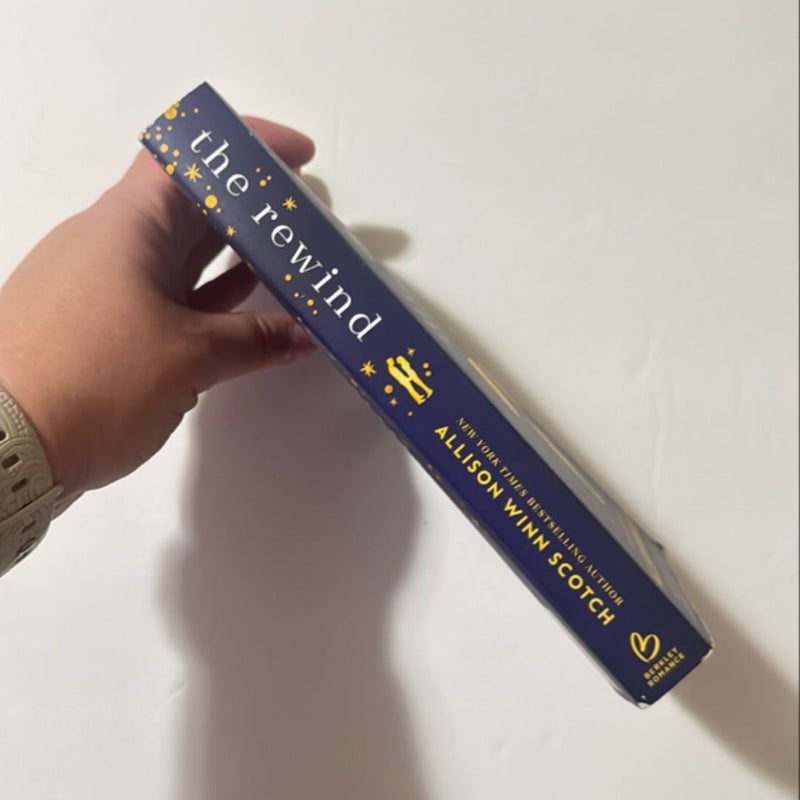 the rewind
NEW YORK TIMES BESTSELLING AUTHOR
ALLISON WINN SCOTCH
BERKLEY
ROMANCE